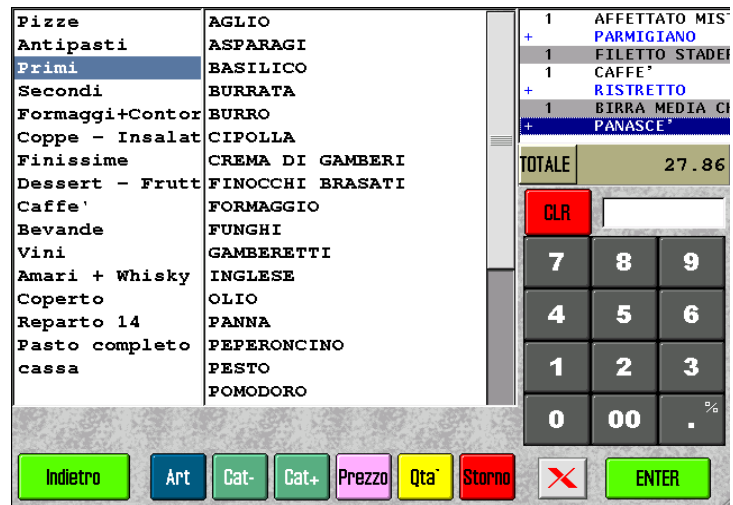 Pizze
Antipasti
Primi
Secondi
Formaggi+Contor
Coppe - Insalat
Finissime
Dessert - Frutt
Caffe'
Bevande
Vini
Amari + Whisky
Coperto
Reparto 14
Pasto completo
cassa
AGLIO
ASPARAGI
BASILICO
BURRATA
BURRO
CIPOLLA
CREMA DI GAMBERI
FINOCCHI BRASATI
FORMAGGIO
FUNGHI
GAMBERETTI
INGLESE
OLIO
PANNA
PEPERONCINO
PESTO
POMODORO
1 AFFETTATO MIS
+ PARMIGIANO
1 FILETTO STADER
1 CAFFE'
+ RISTRETTO
1 BIRRA MEDIA CH
+ PANASCE'
TOTALE 27.86
CLR
7 8 9
4 5 6
1 2 3
0 00 . %
Indietro Art Cat- Cat+ Prezzo Qta` Storno X ENTER